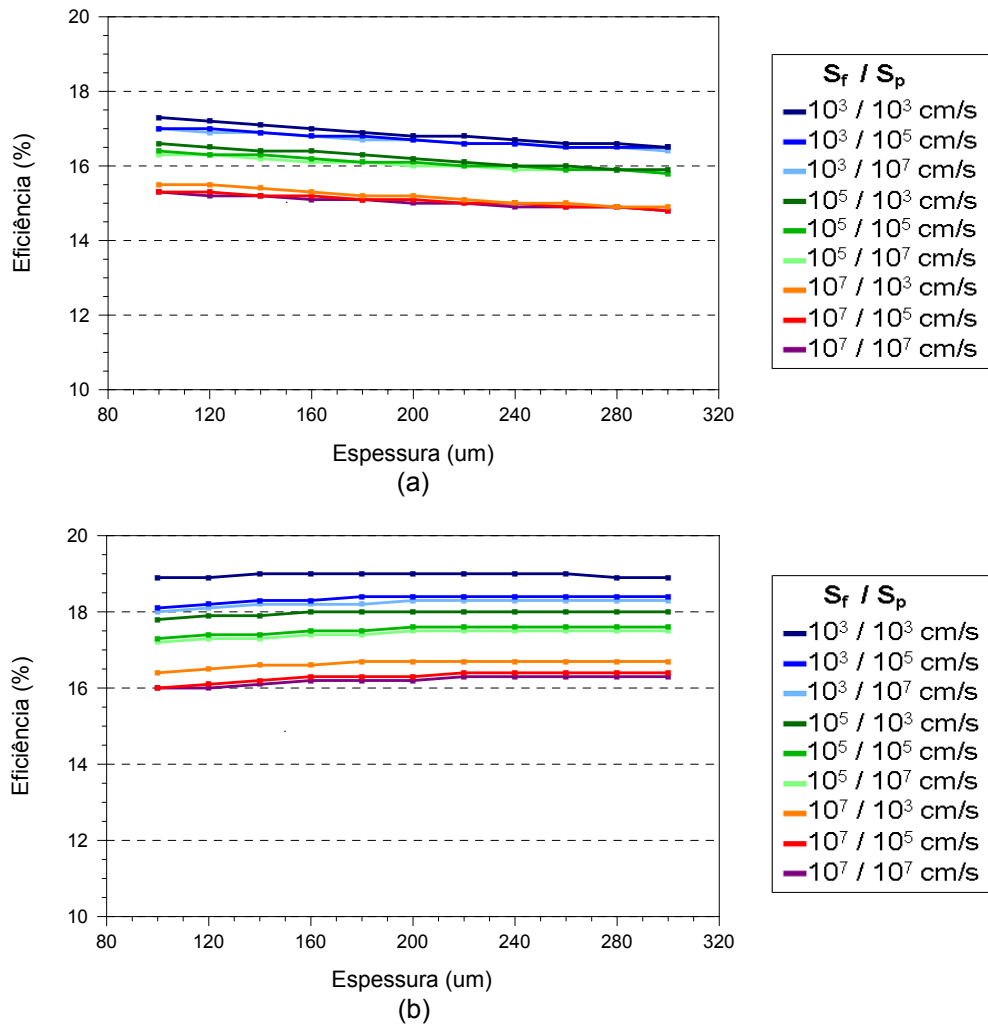 20
18
16
14
12
10
Eficiência (%)
80 120 160 200 240 280 320
Espessura (um)
(a)
S_f / S_p
10³ / 10³ cm/s
10³ / 10⁵ cm/s
10³ / 10⁷ cm/s
10⁵ / 10³ cm/s
10⁵ / 10⁵ cm/s
10⁵ / 10⁷ cm/s
10⁷ / 10³ cm/s
10⁷ / 10⁵ cm/s
10⁷ / 10⁷ cm/s
20
18
16
14
12
10
Eficiência (%)
80 120 160 200 240 280 320
Espessura (um)
(b)
S_f / S_p
10³ / 10³ cm/s
10³ / 10⁵ cm/s
10³ / 10⁷ cm/s
10⁵ / 10³ cm/s
10⁵ / 10⁵ cm/s
10⁵ / 10⁷ cm/s
10⁷ / 10³ cm/s
10⁷ / 10⁵ cm/s
10⁷ / 10⁷ cm/s